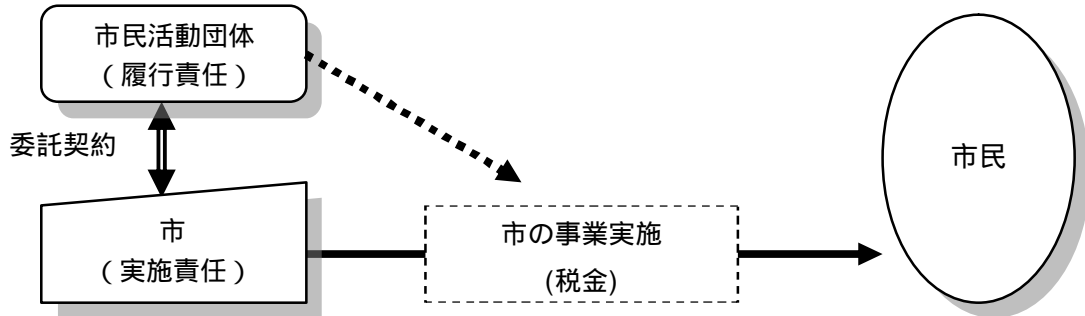 市民活動団体
（履行責任）
委託契約
市
（実施責任）
市の事業実施
(税金)
市民